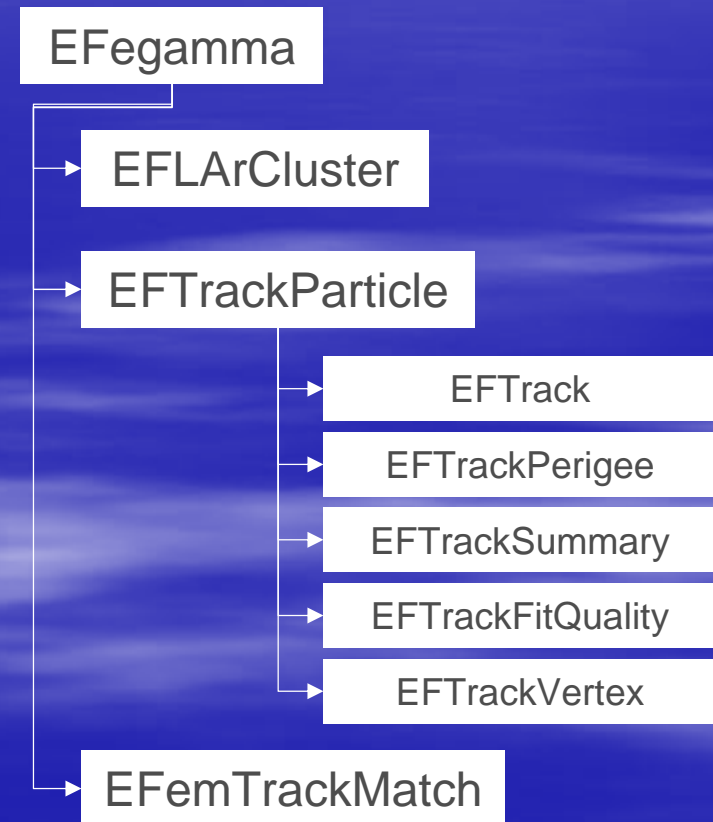 EFegamma
EFLArCluster
EFTrackParticle
EFTrack
EFTrackPerigee
EFTrackSummary
EFTrackFitQuality
EFTrackVertex
EFemTrackMatch